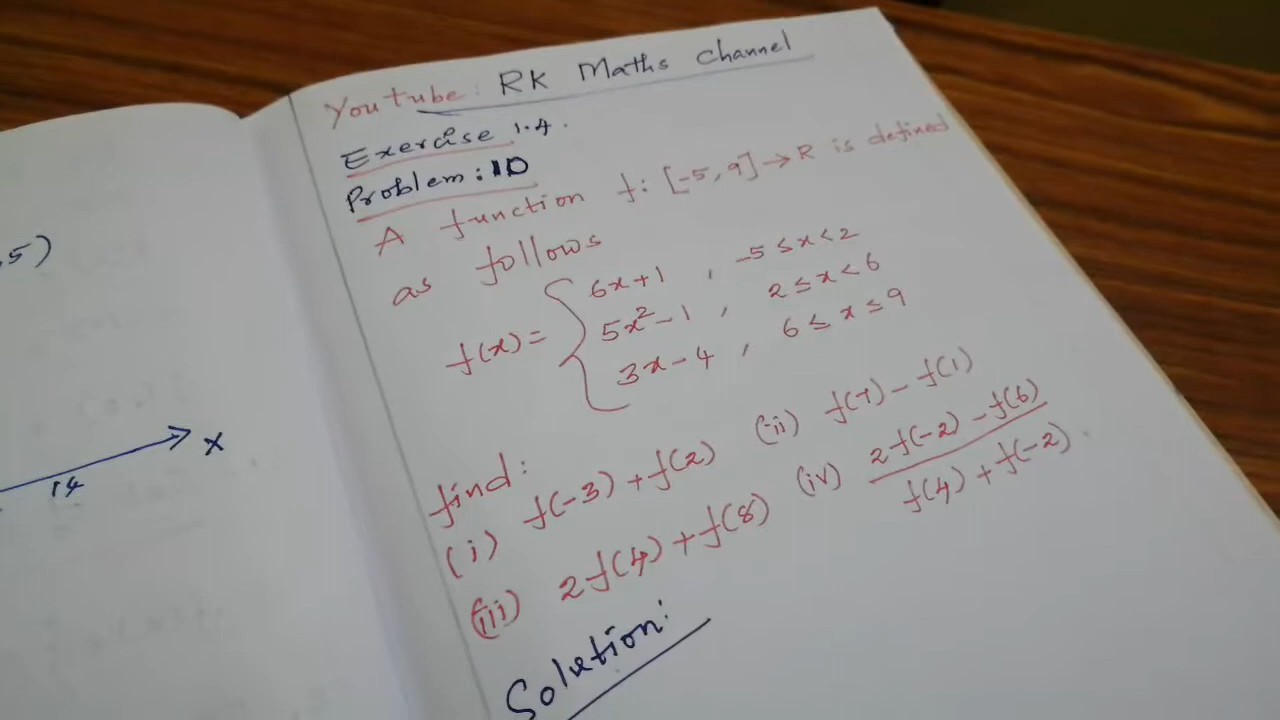 ,5)
14
x
YouTube: RK Maths Channel
Exercise 1.4.
Problem: 10
A function f: [-5, 9] → R is defined
as follows
f(x) = { 6x+1 , -5 ≤ x < 2
5x² - 1 , 2 ≤ x < 6
3x - 4 , 6 ≤ x ≤ 9
find:
(i) f(-3) + f(2) (ii) f(7) - f(1)
(iii) 2f(4) + f(8) (iv) 2f(-2) - f(6) / f(4) + f(-2)
Solution: